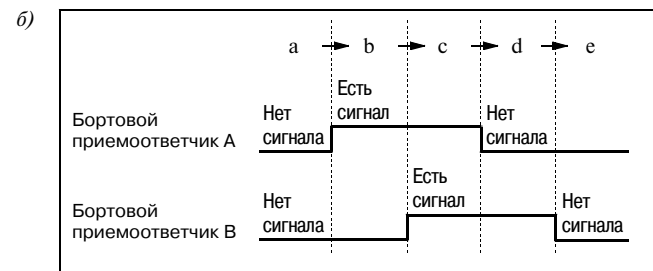 б)
a b c d e
Есть
сигнал
Нет
сигнала
Нет
сигнала
Бортовой
приемоответчик А
Есть
сигнал
Нет
сигнала
Нет
сигнала
Бортовой
приемоответчик В